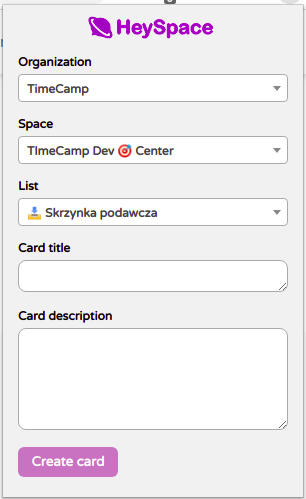 HeySpace
Organization
TimeCamp
Space
TImeCamp Dev 🎯 Center
List
📥 Skrzynka podawcza
Card title
Card description
Create card